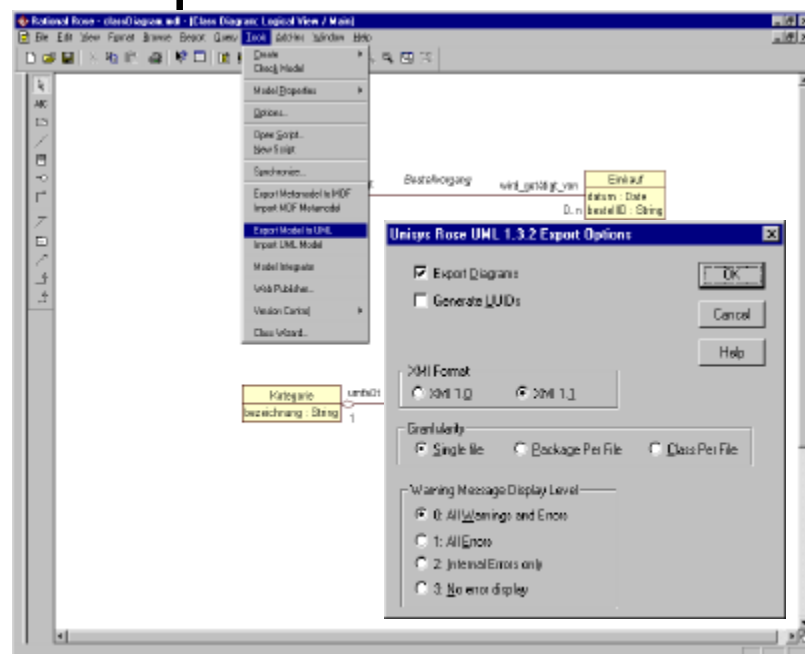 Rational Rose - classDiagram.mdl - [Class Diagram: Logical View / Main]
File Edit View Format Browse Report Query Tools Add-Ins Window Help
Create
Check Model
ABC
Model Properties
Options...
Open Script...
New Script
Synchronize...
Export Metamodel to MOF
Import MOF Metamodel
Export Model to UML
Import UML Model
Model Integrator
Web Publisher...
Version Control
Class Wizard...
Bestellvorgang
wird_getätigt_von
Einkauf
datum : Date
0..n
bestellID : String
Unisys Rose UML 1.3.2 Export Options
Export Diagrams
OK
Generate UUIDs
Cancel
Help
XMI Format
XMI 1.0
XMI 1.1
Granularity
Single file
Package Per File
Class Per File
Warning Message Display Level
0: All Warnings and Errors
1: All Errors
2: Internal Errors only
3: No error display
Kategorie
umfaßt
bezeichnung : String
1